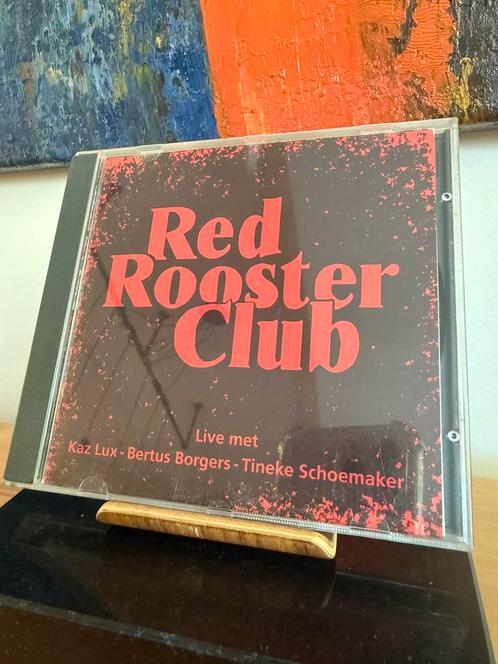 Red
Rooster
Club
Live met
Kaz Lux - Bertus Borgers - Tineke Schoemaker